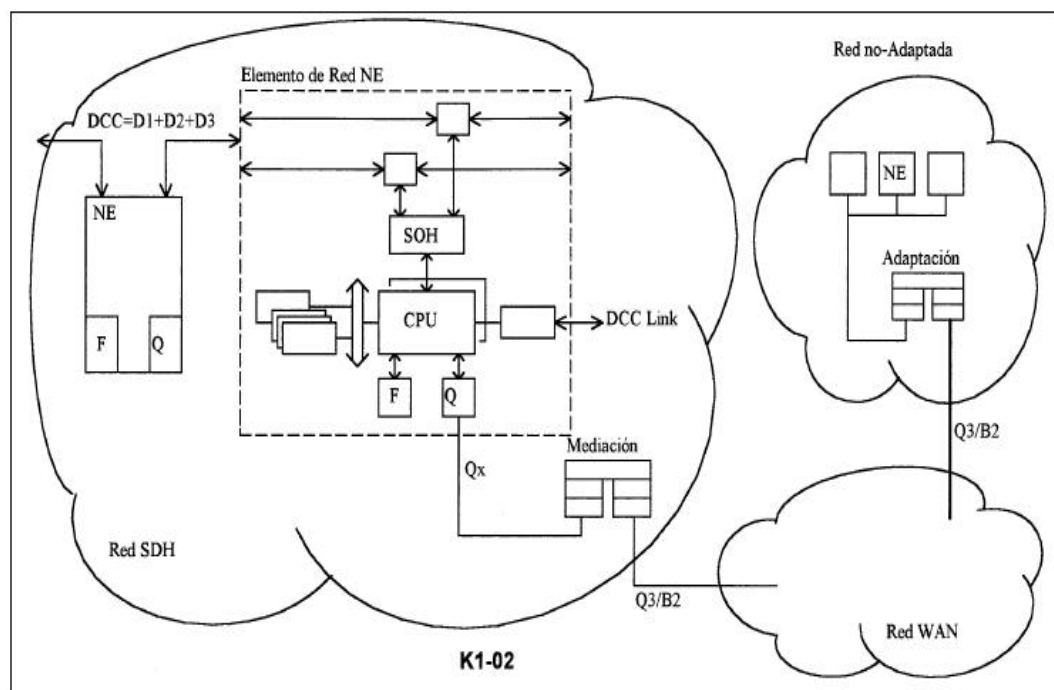 Red no-Adaptada
Elemento de Red NE
DCC=D1+D2+D3
NE
NE
SOH
Adaptación
CPU
DCC Link
F
Q
F
Q
Q3/B2
Mediación
Qx
Red SDH
Q3/B2
Red WAN
K1-02